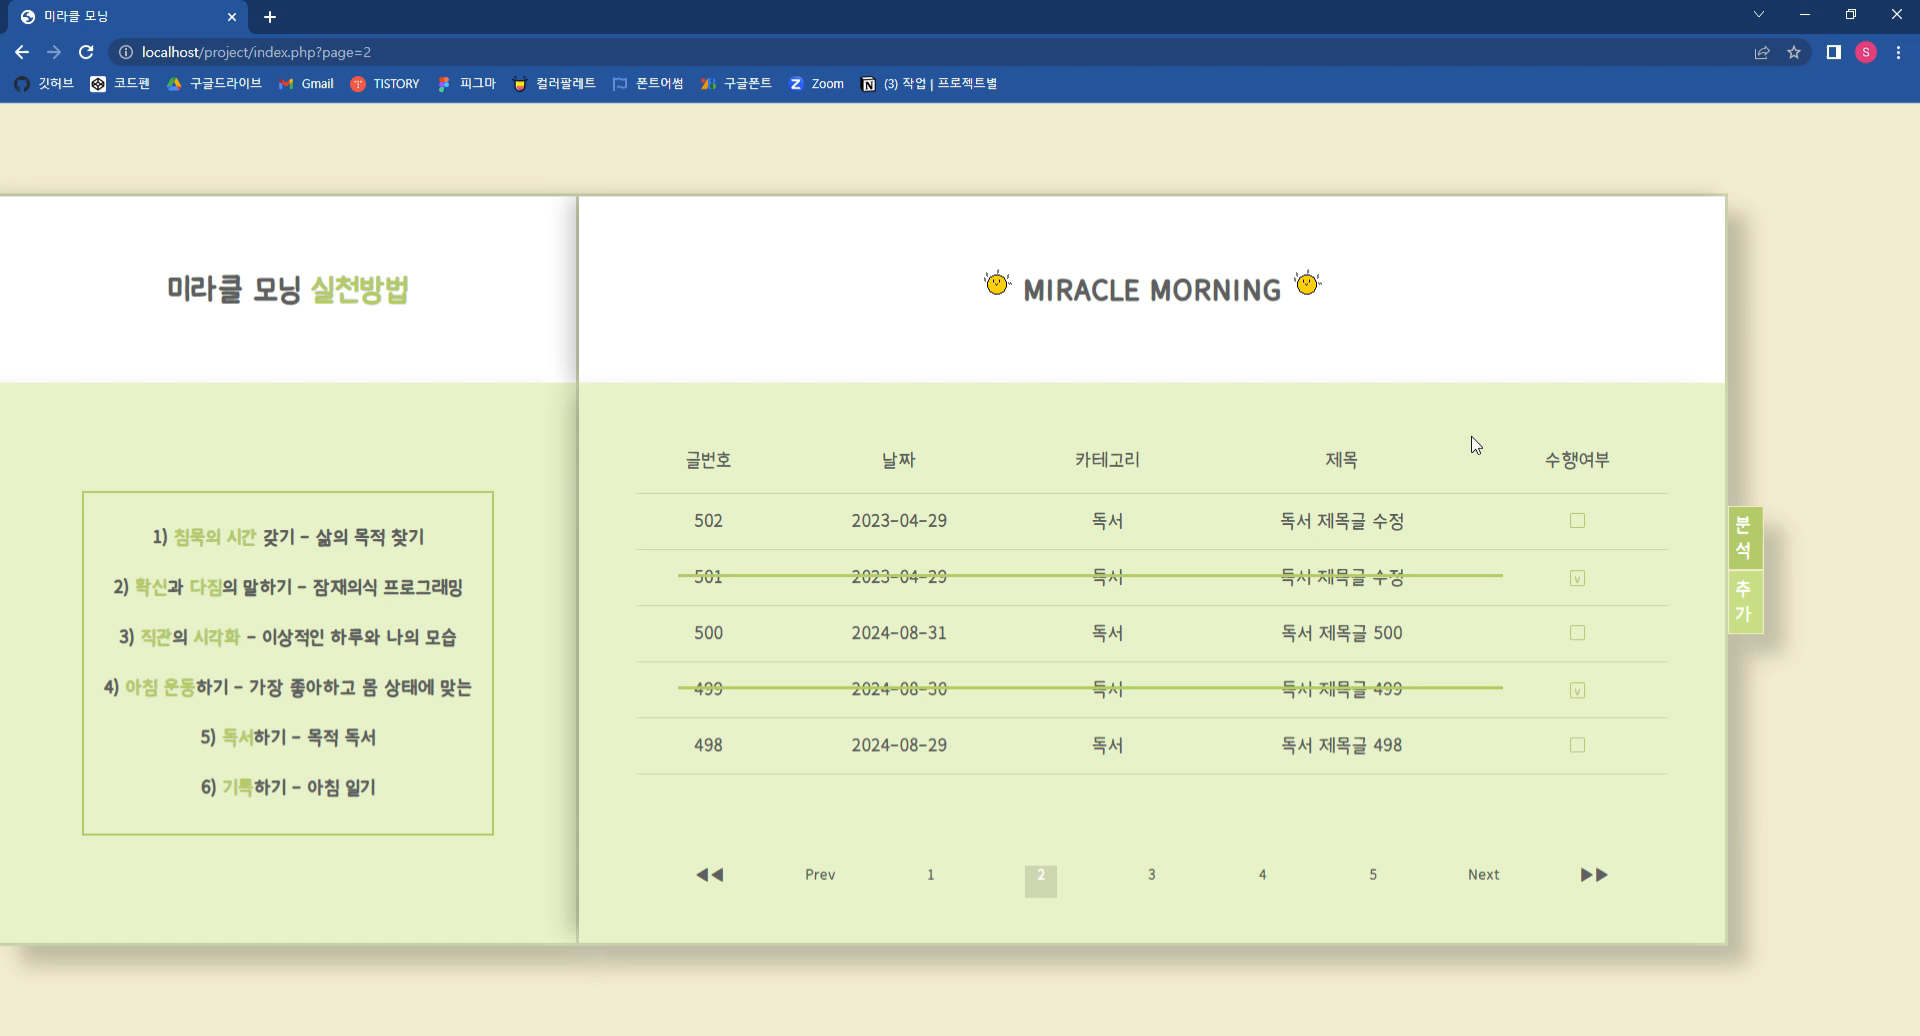 미라클 모닝
localhost/project/index.php?page=2
S
깃허브 코드펜 구글드라이브 Gmail TISTORY 피그마 컬러팔레트 폰트어썸 구글폰트 Zoom (3) 작업 | 프로젝트별
미라클 모닝 실천방법
1) 침묵의 시간 갖기 - 삶의 목적 찾기
2) 확신과 다짐의 말하기 - 잠재의식 프로그래밍
3) 직관의 시각화 - 이상적인 하루와 나의 모습
4) 아침 운동하기 - 가장 좋아하고 몸 상태에 맞는
5) 독서하기 - 목적 독서
6) 기록하기 - 아침 일기
MIRACLE MORNING
글번호 날짜 카테고리 제목 수행여부
502 2023-04-29 독서 독서 제목글 수정
501 2023-04-29 독서 독서 제목글 수정 v
500 2024-08-31 독서 독서 제목글 500
499 2024-08-30 독서 독서 제목글 499 v
498 2024-08-29 독서 독서 제목글 498
◀◀ Prev 1 2 3 4 5 Next ▶▶
분
석
추
가